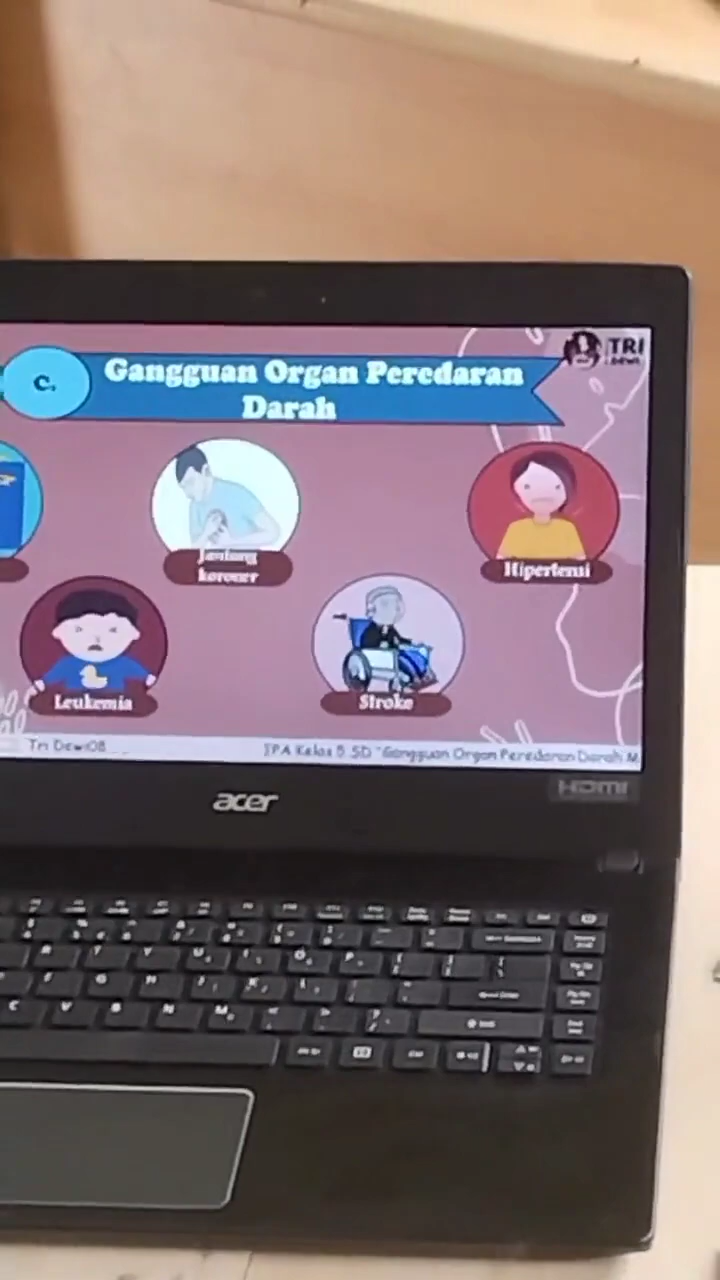 c.
Gangguan Organ Peredaran
Darah
TRI
DEWI
Jantung
koroner
Hipertensi
Leukemia
Stroke
Tri Dewi08
IPA Kelas 5 SD "Gangguan Organ Peredaran Darah M
acer
HDMI
R T Y U I O P
F G H J K L
C V B N M